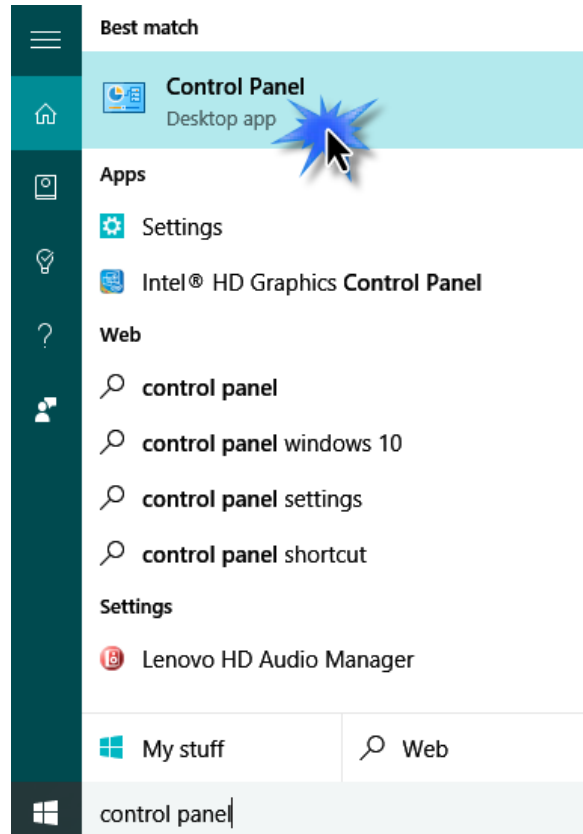 Best match
Control Panel
Desktop app
Apps
Settings
Intel® HD Graphics Control Panel
Web
control panel
control panel windows 10
control panel settings
control panel shortcut
Settings
Lenovo HD Audio Manager
My stuff
Web
control panel